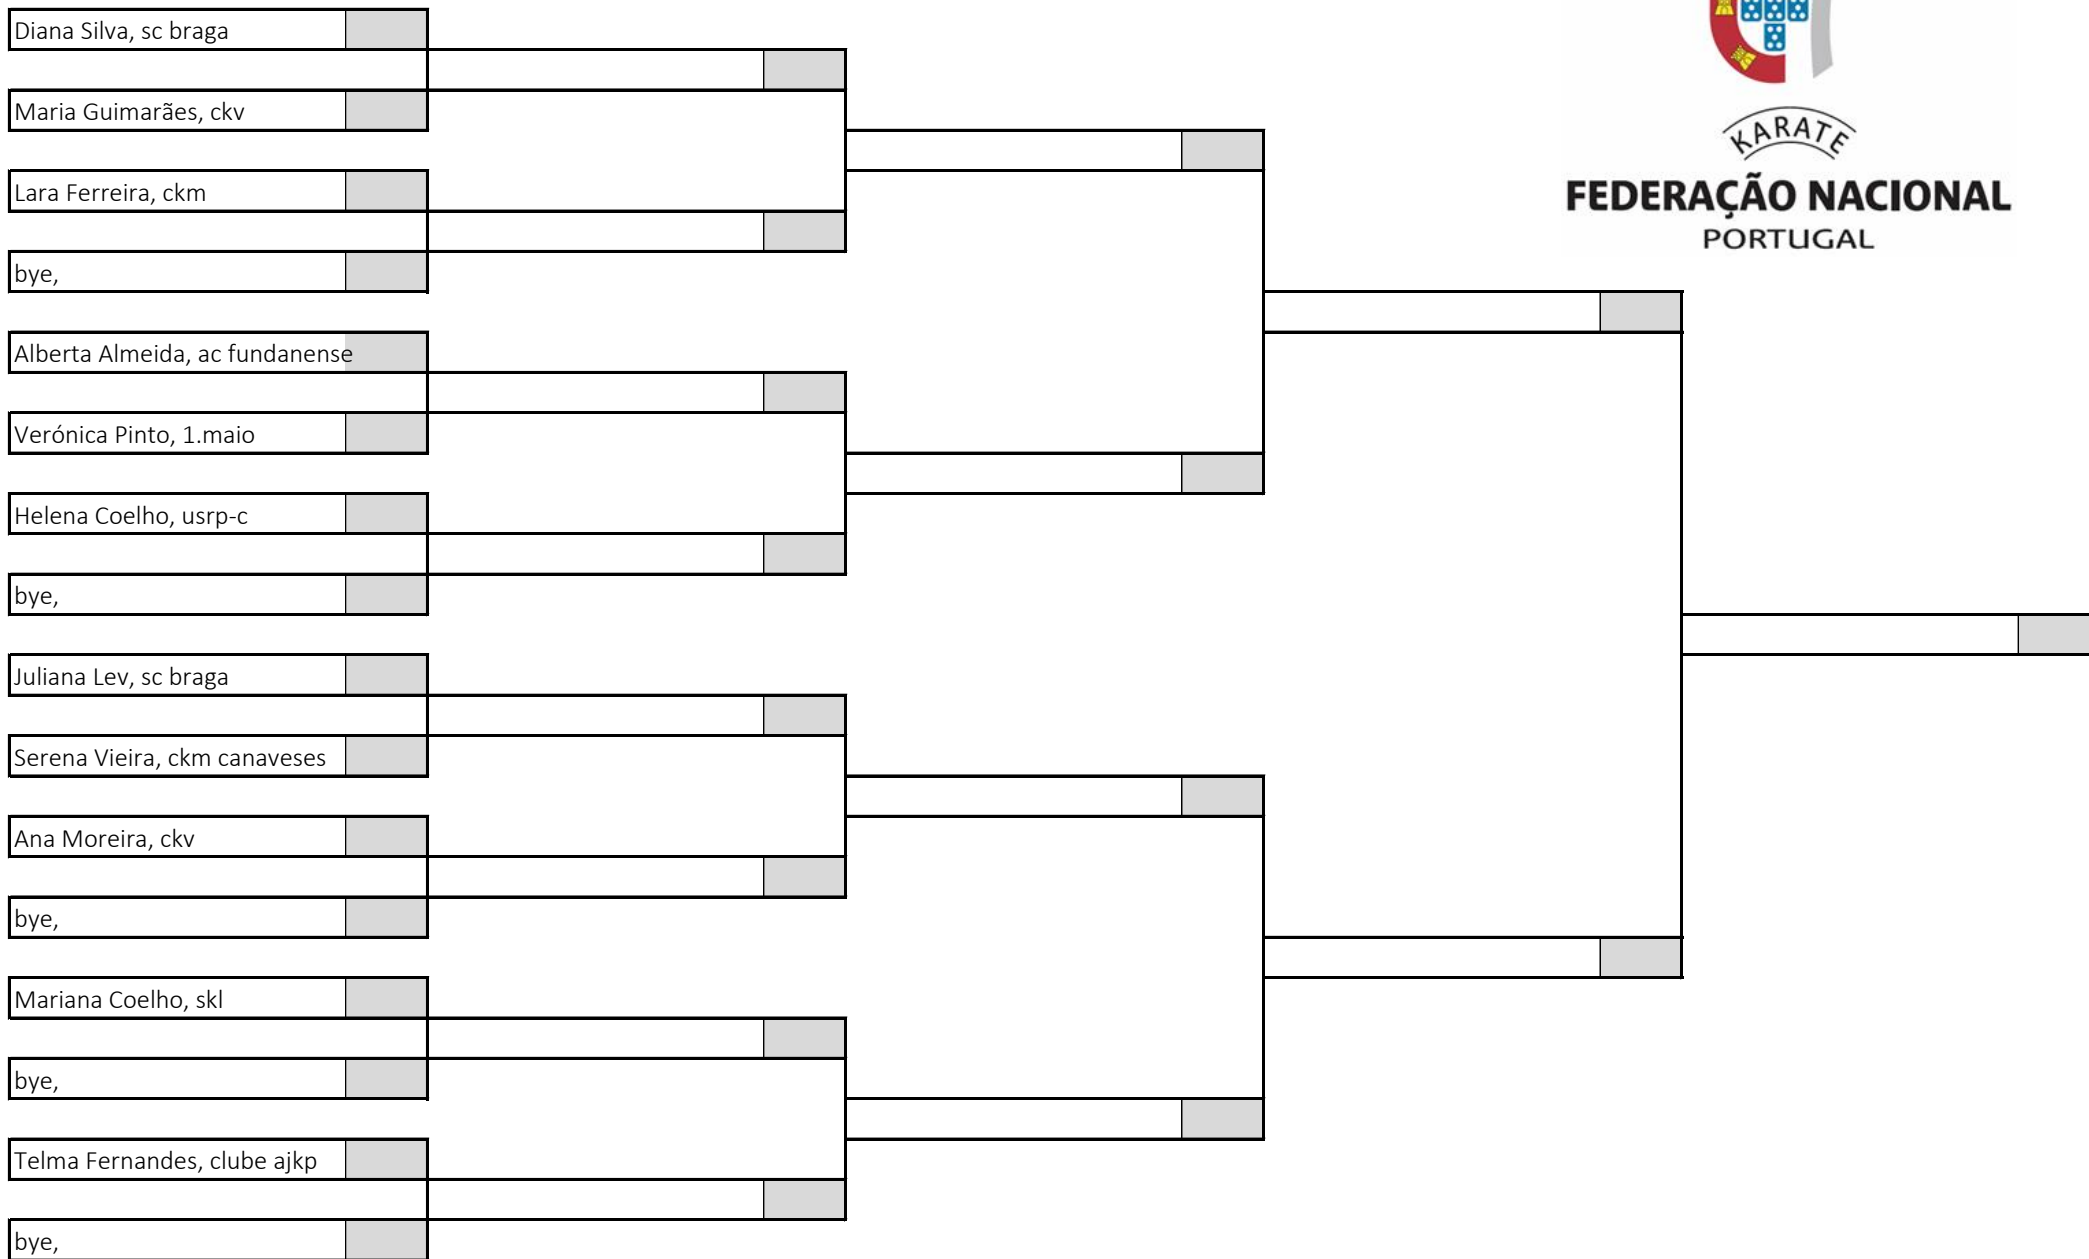 Diana Silva, sc braga
Maria Guimarães, ckv
KARATE
Lara Ferreira, ckm
FEDERAÇÃO NACIONAL
PORTUGAL
bye,
Alberta Almeida, ac fundanense
Verónica Pinto, 1.maio
Helena Coelho, usrp-c
bye,
Juliana Lev, sc braga
Serena Vieira, ckm canaveses
Ana Moreira, ckv
bye,
Mariana Coelho, skl
bye,
Telma Fernandes, clube ajkp
bye,